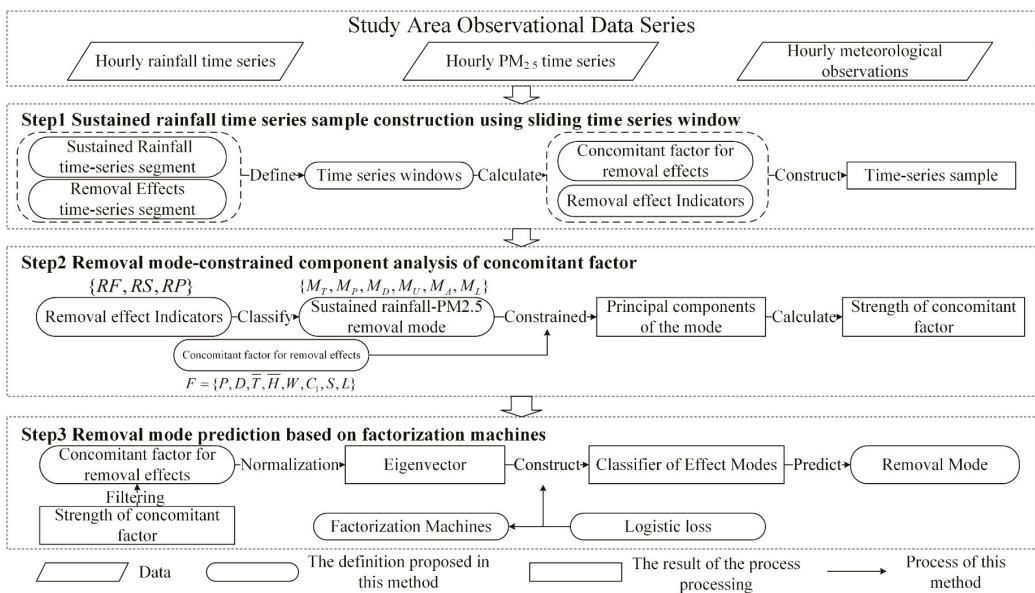 Study Area Observational Data Series
Hourly rainfall time series
Hourly PM2.5 time series
Hourly meteorological
observations
Step1 Sustained rainfall time series sample construction using sliding time series window
Sustained Rainfall
time-series segment
Removal Effects
time-series segment
Define
Time series windows
Calculate
Concomitant factor for
removal effects
Removal effect Indicators
Construct
Time-series sample
Step2 Removal mode-constrained component analysis of concomitant factor
{RF, RS, RP}
Removal effect Indicators
Classify
{M_T, M_P, M_D, M_U, M_A, M_L}
Sustained rainfall-PM2.5
removal mode
Constrained
Principal components
of the mode
Calculate
Strength of concomitant
factor
Concomitant factor for removal effects
F = {P, D, T̅, H̅, W, C_1, S, L}
Step3 Removal mode prediction based on factorization machines
Concomitant factor for
removal effects
Normalization
Eigenvector
Construct
Classifier of Effect Modes
Predict
Removal Mode
Filtering
Strength of concomitant
factor
Factorization Machines
Logistic loss
Data
The definition proposed in
this method
The result of the process
processing
Process of this
method